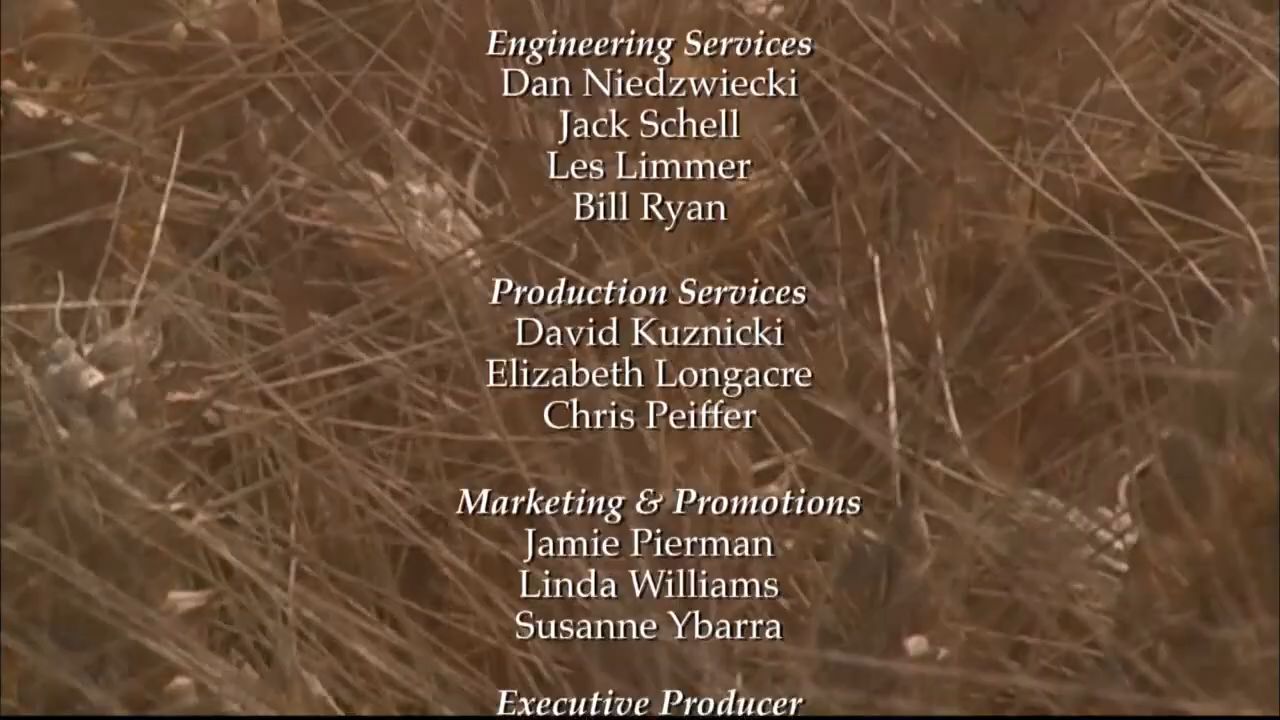 Engineering Services
Dan Niedzwiecki
Jack Schell
Les Limmer
Bill Ryan
Production Services
David Kuznicki
Elizabeth Longacre
Chris Peiffer
Marketing & Promotions
Jamie Pierman
Linda Williams
Susanne Ybarra
Executive Producer